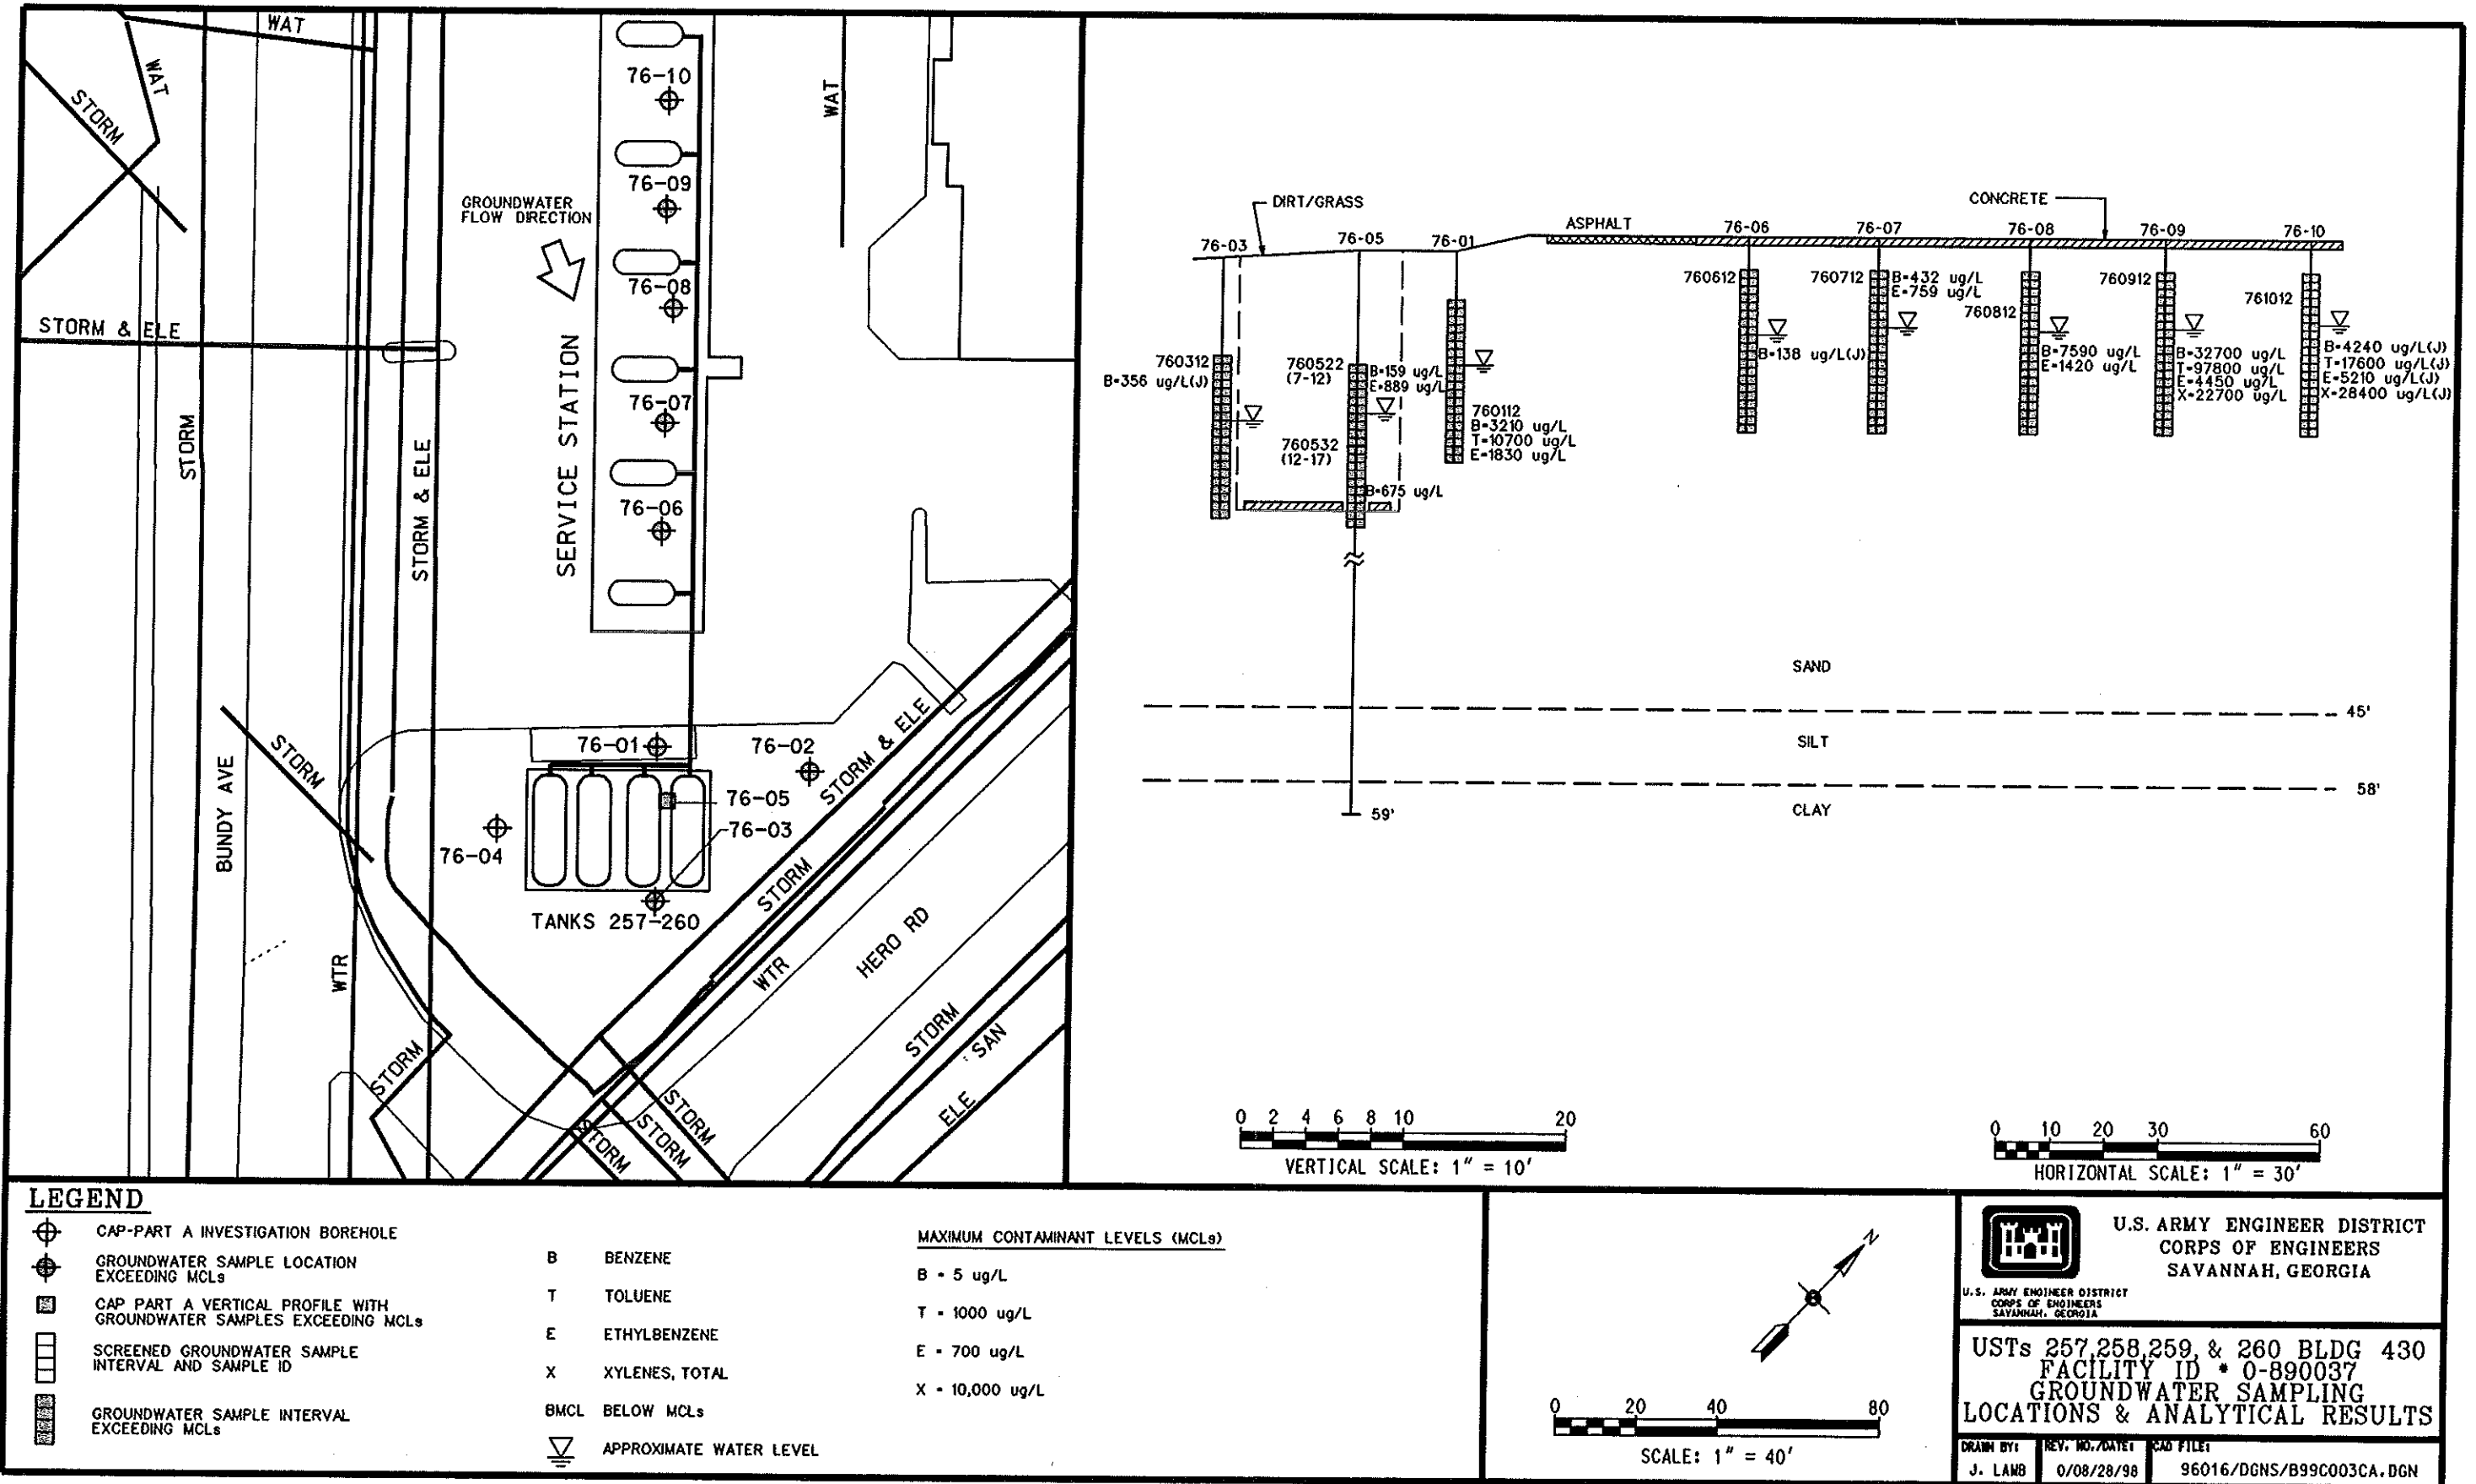 WAT
WAT
STORM
76-10
WAT
76-09
GROUNDWATER
FLOW DIRECTION
76-08
STORM & ELE
SERVICE STATION
76-07
STORM
STORM & ELE
76-06
76-01
76-02
STORM & ELE
STORM
BUNDY AVE
76-05
76-03
76-04
STORM
TANKS 257-260
HERO RD
WTR
WTR
STORM
SAN
STORM
ELE
STORM
STORM
STORM
DIRT/GRASS
CONCRETE
ASPHALT
76-03
76-05
76-01
76-06
76-07
76-08
76-09
76-10
760312
B=356 ug/L(J)
760522
(7-12)
B=159 ug/L
E=889 ug/L
760532
(12-17)
B=675 ug/L
760112
B=3210 ug/L
T=10700 ug/L
E=1830 ug/L
760612
B=138 ug/L(J)
760712
B=432 ug/L
E=759 ug/L
760812
B=7590 ug/L
E=1420 ug/L
760912
B=32700 ug/L
T=97800 ug/L
E=4450 ug/L
X=22700 ug/L
761012
B=4240 ug/L(J)
T=17600 ug/L(J)
E=5210 ug/L(J)
X=28400 ug/L(J)
SAND
45'
SILT
58'
CLAY
59'
0 2 4 6 8 10 20
VERTICAL SCALE: 1" = 10'
0 10 20 30 60
HORIZONTAL SCALE: 1" = 30'
LEGEND
CAP-PART A INVESTIGATION BOREHOLE
GROUNDWATER SAMPLE LOCATION
EXCEEDING MCLs
CAP PART A VERTICAL PROFILE WITH
GROUNDWATER SAMPLES EXCEEDING MCLs
SCREENED GROUNDWATER SAMPLE
INTERVAL AND SAMPLE ID
GROUNDWATER SAMPLE INTERVAL
EXCEEDING MCLs
B BENZENE
T TOLUENE
E ETHYLBENZENE
X XYLENES, TOTAL
BMCL BELOW MCLs
APPROXIMATE WATER LEVEL
MAXIMUM CONTAMINANT LEVELS (MCLs)
B = 5 ug/L
T = 1000 ug/L
E = 700 ug/L
X = 10,000 ug/L
N
0 20 40 80
SCALE: 1" = 40'
U.S. ARMY ENGINEER DISTRICT
CORPS OF ENGINEERS
SAVANNAH, GEORGIA
U.S. ARMY ENGINEER DISTRICT
CORPS OF ENGINEERS
SAVANNAH, GEORGIA
USTs 257,258,259, & 260 BLDG 430
FACILITY ID * 0-890037
GROUNDWATER SAMPLING
LOCATIONS & ANALYTICAL RESULTS
DRAWN BY:
J. LAMB
REV. NO./DATE:
0/08/28/98
CAD FILE:
96016/DGNS/B99C003CA.DGN